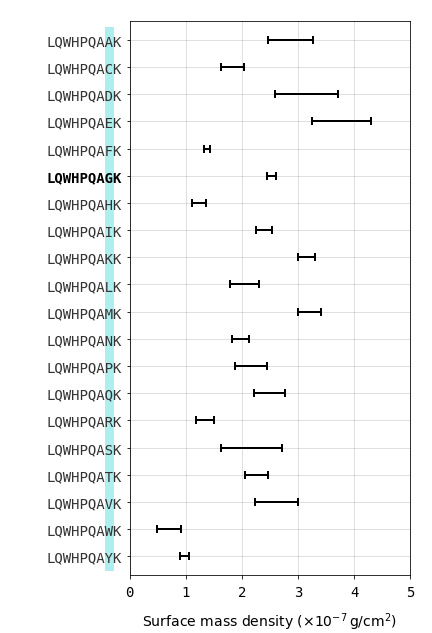 LQWHPQAAK
LQWHPQACK
LQWHPQADK
LQWHPQAEK
LQWHPQAFK
LQWHPQAGK
LQWHPQAHK
LQWHPQAIK
LQWHPQAKK
LQWHPQALK
LQWHPQAMK
LQWHPQANK
LQWHPQAPK
LQWHPQAQK
LQWHPQARK
LQWHPQASK
LQWHPQATK
LQWHPQAVK
LQWHPQAWK
LQWHPQAYK
0 1 2 3 4 5
Surface mass density (×10⁻⁷ g/cm²)